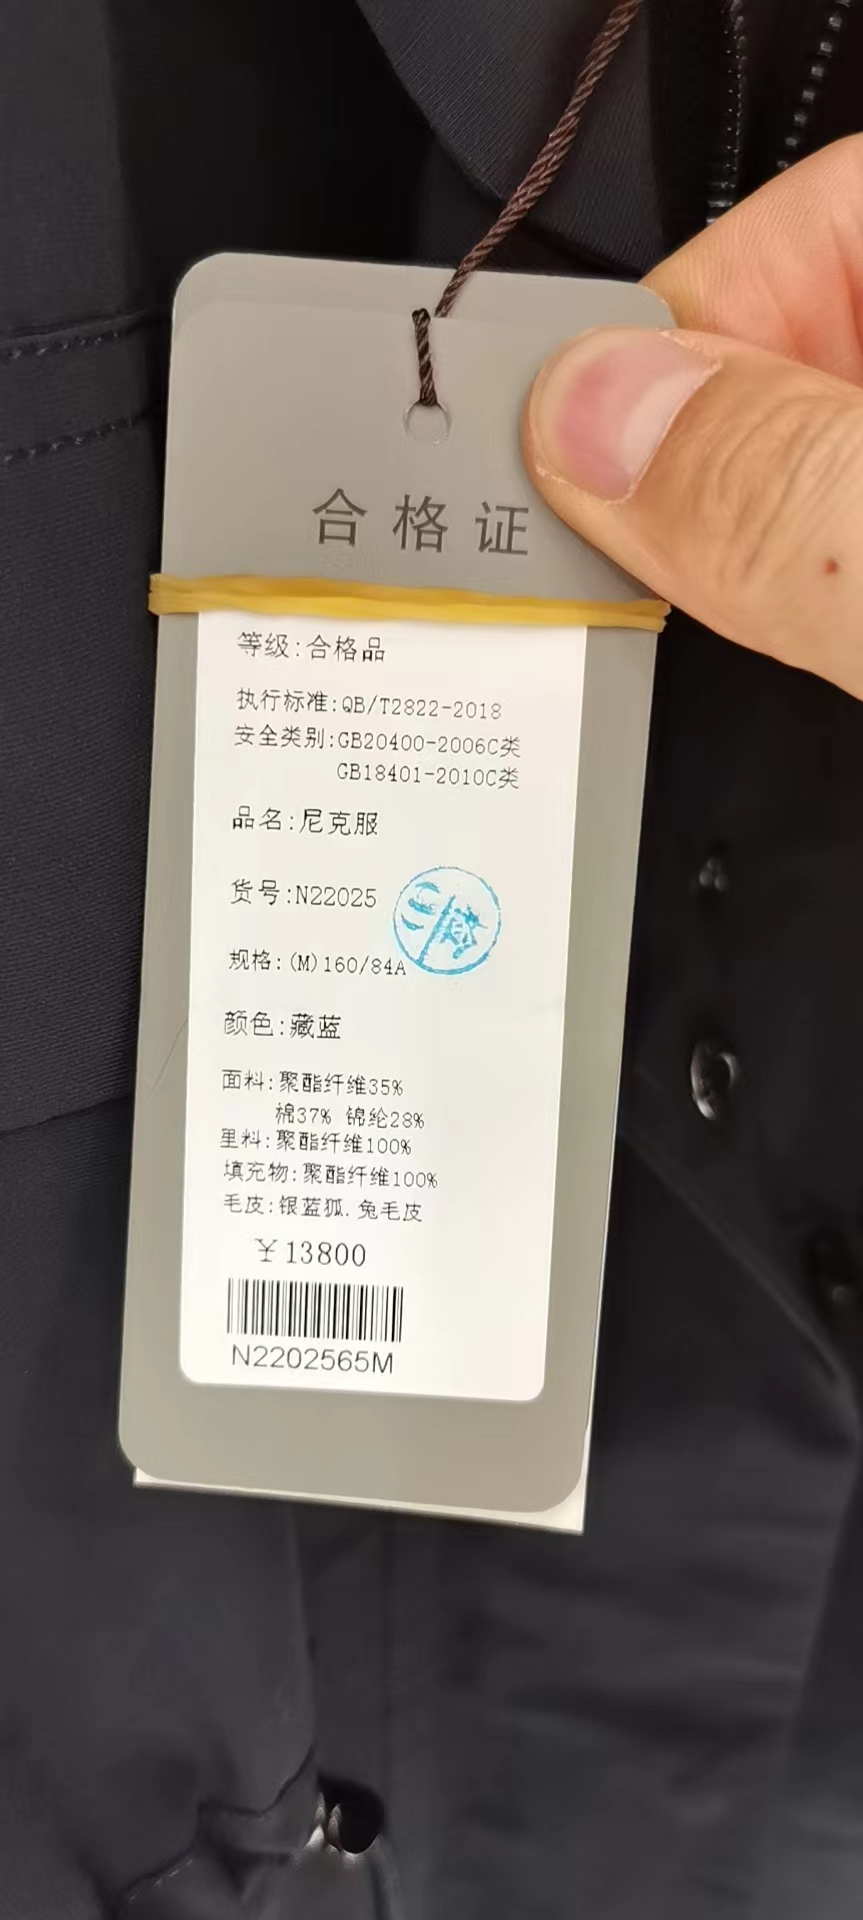 合格证
等级:合格品
执行标准:QB/T2822-2018
安全类别:GB20400-2006C类
GB18401-2010C类
品名:尼克服
货号:N22025
规格:(M)160/84A
颜色:藏蓝
面料:聚酯纤维35%
棉37% 锦纶28%
里料:聚酯纤维100%
填充物:聚酯纤维100%
毛皮:银蓝狐.兔毛皮
￥13800
N2202565M